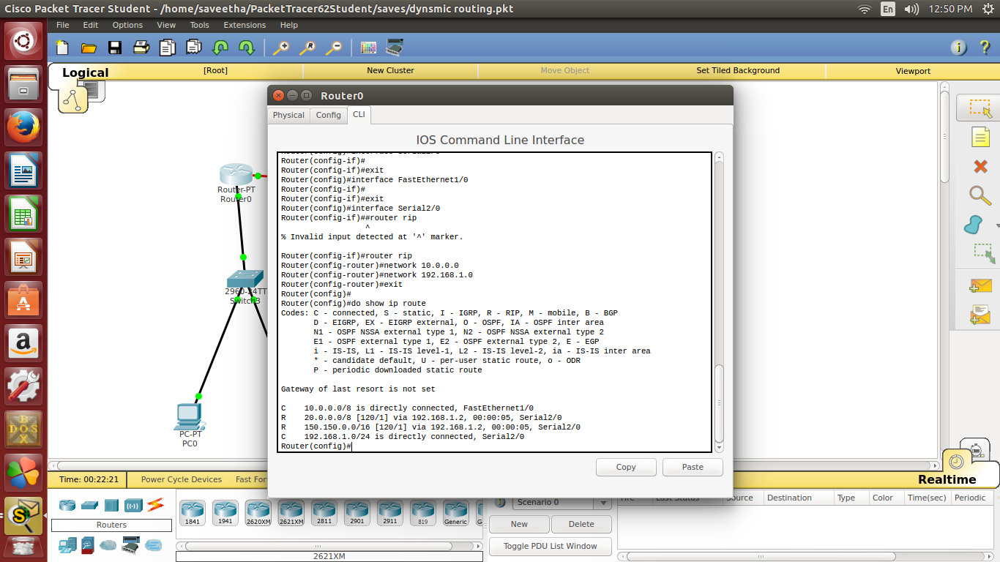 Cisco Packet Tracer Student - /home/saveetha/PacketTracer62Student/saves/dynsmic routing.pkt
En
12:50 PM
File Edit Options View Tools Extensions Help
Logical
[Root]
New Cluster
Move Object
Set Tiled Background
Viewport
Router0
Physical Config CLI
IOS Command Line Interface
Router(config-if)#
Router(config-if)#exit
Router(config)#interface FastEthernet1/0
Router(config-if)#
Router(config-if)#exit
Router(config)#interface Serial2/0
Router(config-if)##router rip
^
% Invalid input detected at '^' marker.
Router(config-if)#router rip
Router(config-router)#network 10.0.0.0
Router(config-router)#network 192.168.1.0
Router(config-router)#exit
Router(config)#
Router(config)#do show ip route
Codes: C - connected, S - static, I - IGRP, R - RIP, M - mobile, B - BGP
D - EIGRP, EX - EIGRP external, O - OSPF, IA - OSPF inter area
N1 - OSPF NSSA external type 1, N2 - OSPF NSSA external type 2
E1 - OSPF external type 1, E2 - OSPF external type 2, E - EGP
i - IS-IS, L1 - IS-IS level-1, L2 - IS-IS level-2, ia - IS-IS inter area
* - candidate default, U - per-user static route, o - ODR
P - periodic downloaded static route
Gateway of last resort is not set
C 10.0.0.0/8 is directly connected, FastEthernet1/0
R 20.0.0.0/8 [120/1] via 192.168.1.2, 00:00:05, Serial2/0
R 150.150.0.0/16 [120/1] via 192.168.1.2, 00:00:05, Serial2/0
C 192.168.1.0/24 is directly connected, Serial2/0
Router(config)#
Copy
Paste
Router-PT
Router0
2960-24TT
Switch3
PC-PT
PC0
Time: 00:22:21
Power Cycle Devices
Fast For
Realtime
Routers
1841
1941
2620XM
2621XM
2811
2901
2911
819
Generic
G
2621XM
Scenario 0
New
Delete
Toggle PDU List Window
Fire
Last Status
Source
Destination
Type
Color
Time(sec)
Periodic